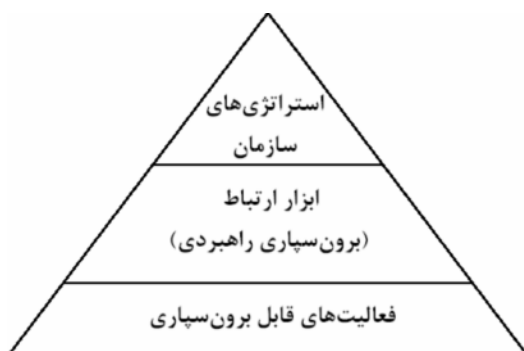 استراتژی‌های
سازمان
ابزار ارتباط
(برون‌سپاری راهبردی)
فعالیت‌های قابل برون‌سپاری